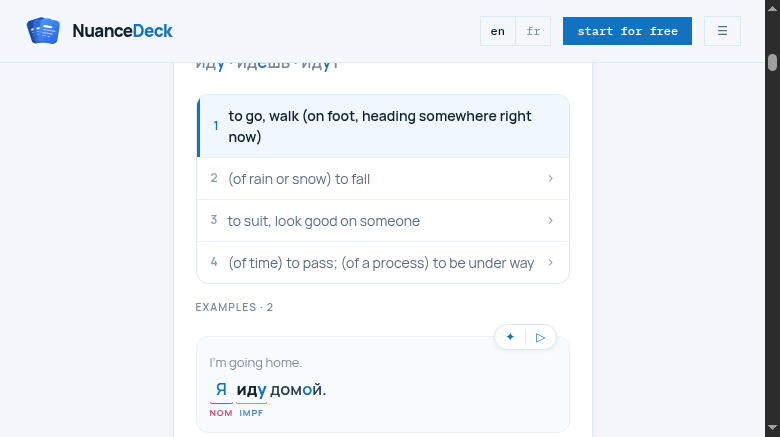 NuanceDeck
en
fr
start for free
иду · идёшь · идут
1 to go, walk (on foot, heading somewhere right
now)
2 (of rain or snow) to fall
3 to suit, look good on someone
4 (of time) to pass; (of a process) to be under way
EXAMPLES · 2
I'm going home.
Я иду домой.
NOM IMPF